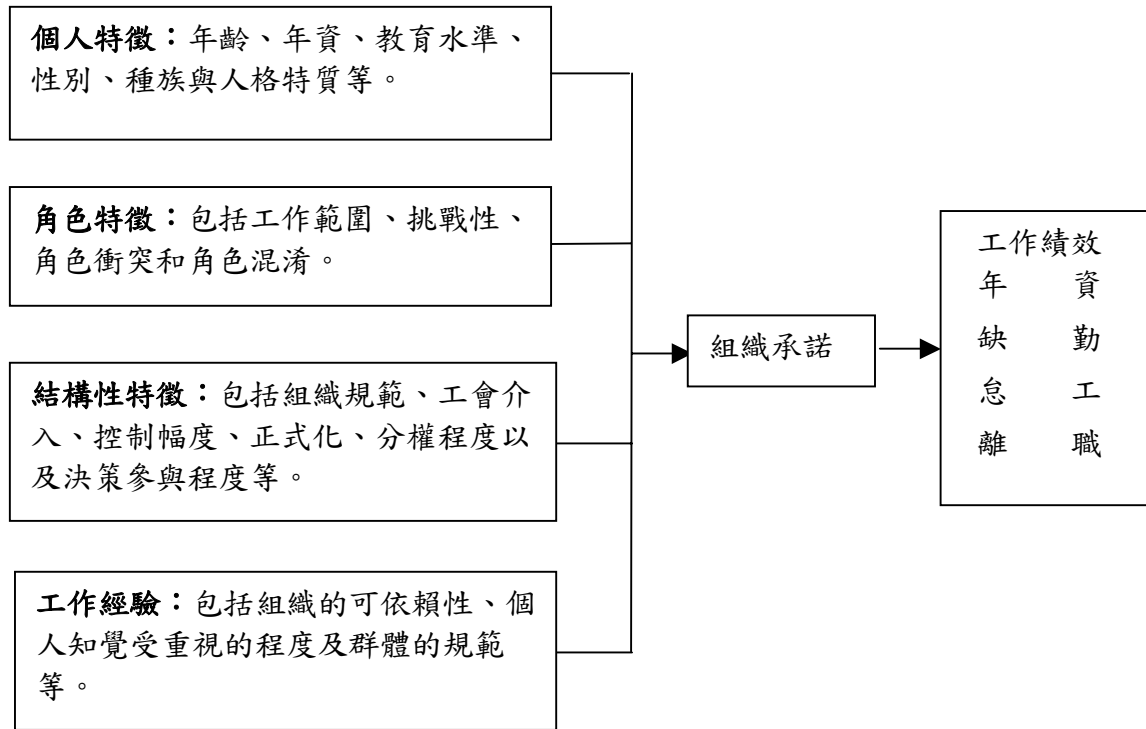 個人特徵：年齡、年資、教育水準、
性別、種族與人格特質等。
角色特徵：包括工作範圍、挑戰性、
角色衝突和角色混淆。
結構性特徵：包括組織規範、工會介
入、控制幅度、正式化、分權程度以
及決策參與程度等。
工作經驗：包括組織的可依賴性、個
人知覺受重視的程度及群體的規範
等。
組織承諾
工作績效
年 資
缺 勤
怠 工
離 職